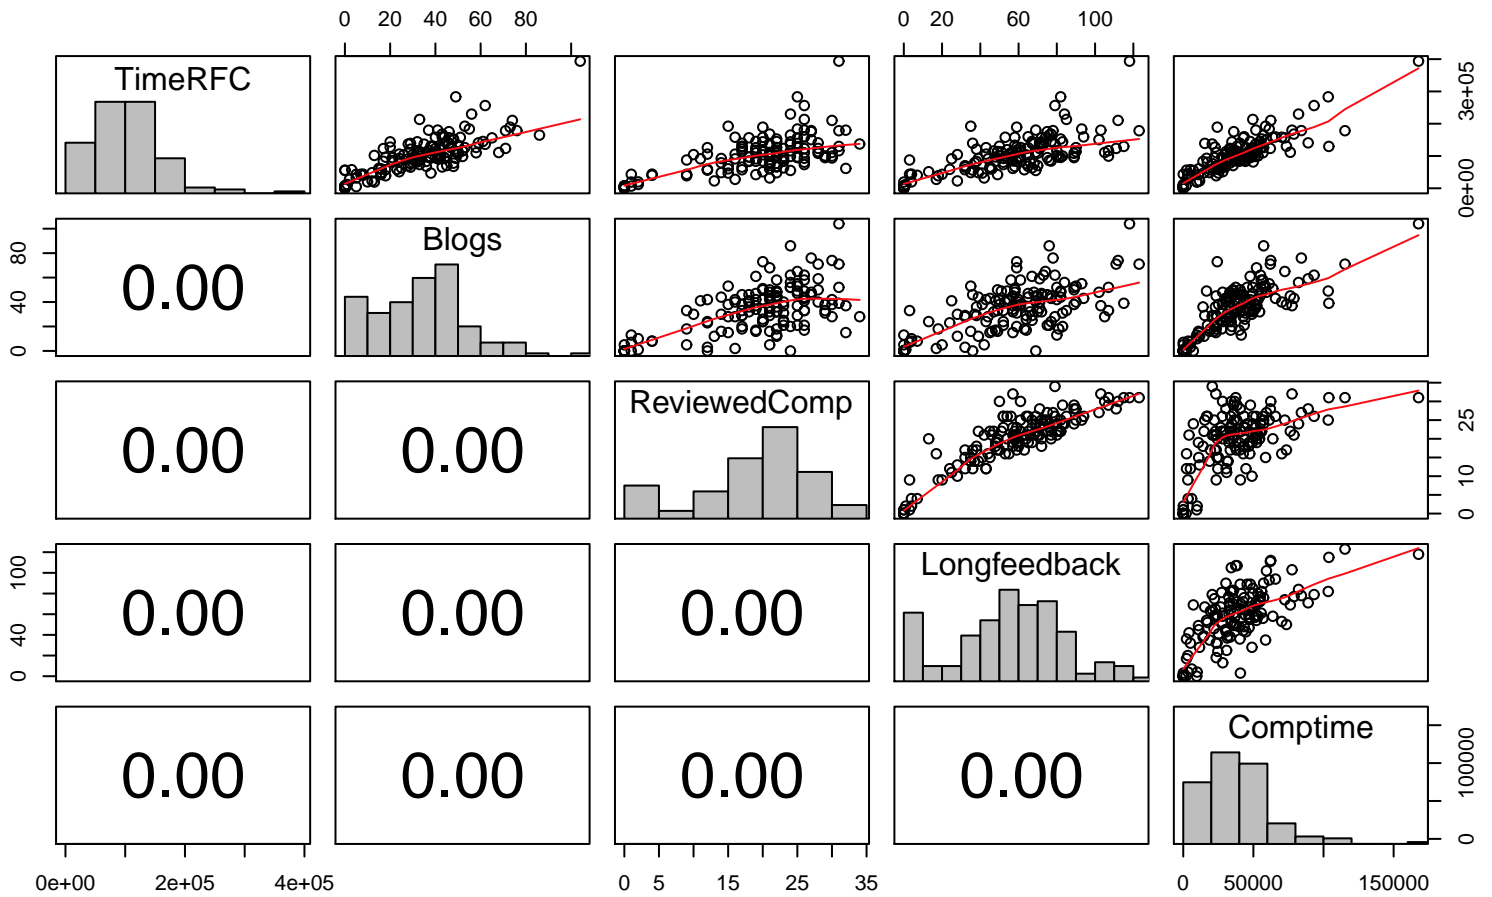 0 20 40 60 80 0 20 60 100
TimeRFC
0e+00 3e+05
0 40 80
0.00
Blogs
0.00 0.00
ReviewedComp
0 10 25
0 40 100
0.00 0.00 0.00
Longfeedback
0.00 0.00 0.00 0.00
Comptime
0 100000
0e+00 2e+05 4e+05 0 5 15 25 35 0 50000 150000